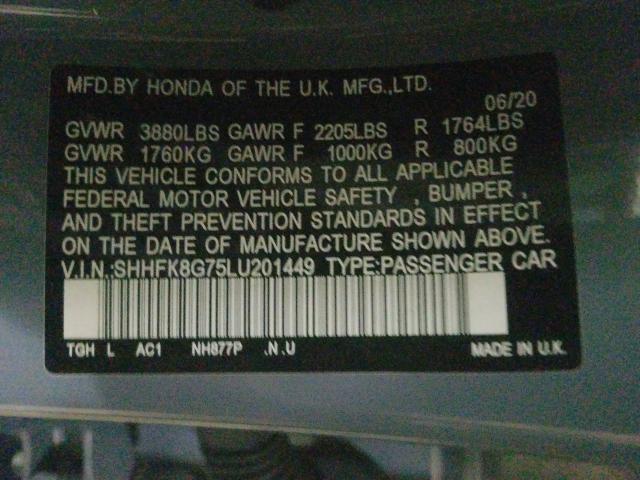 MFD.BY HONDA OF THE U.K. MFG.,LTD.
06/20
GVWR 3880LBS GAWR F 2205LBS R 1764LBS
GVWR 1760KG GAWR F 1000KG R 800KG
THIS VEHICLE CONFORMS TO ALL APPLICABLE
FEDERAL MOTOR VEHICLE SAFETY , BUMPER ,
AND THEFT PREVENTION STANDARDS IN EFFECT
ON THE DATE OF MANUFACTURE SHOWN ABOVE.
V.I.N.:SHHFK8G75LU201449 TYPE:PASSENGER CAR
TGH L AC1 NH877P .N.U MADE IN U.K.